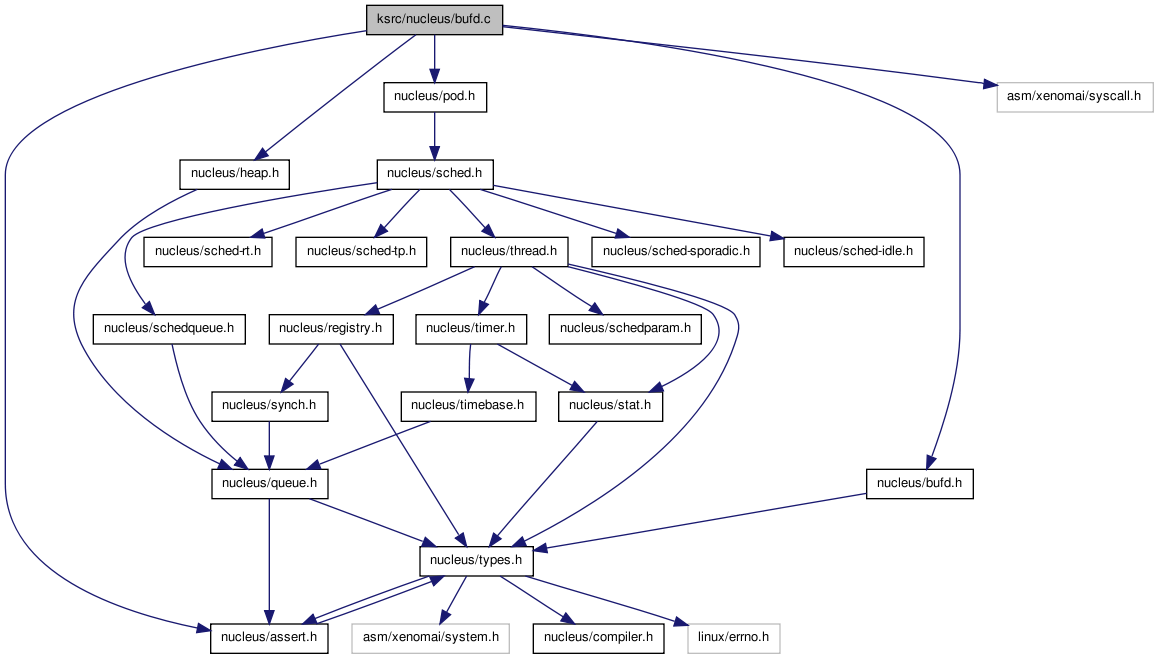 ksrc/nucleus/bufd.c
nucleus/pod.h
asm/xenomai/syscall.h
nucleus/heap.h
nucleus/sched.h
nucleus/sched-rt.h
nucleus/sched-tp.h
nucleus/thread.h
nucleus/sched-sporadic.h
nucleus/sched-idle.h
nucleus/schedqueue.h
nucleus/registry.h
nucleus/timer.h
nucleus/schedparam.h
nucleus/synch.h
nucleus/timebase.h
nucleus/stat.h
nucleus/queue.h
nucleus/bufd.h
nucleus/types.h
nucleus/assert.h
asm/xenomai/system.h
nucleus/compiler.h
linux/errno.h